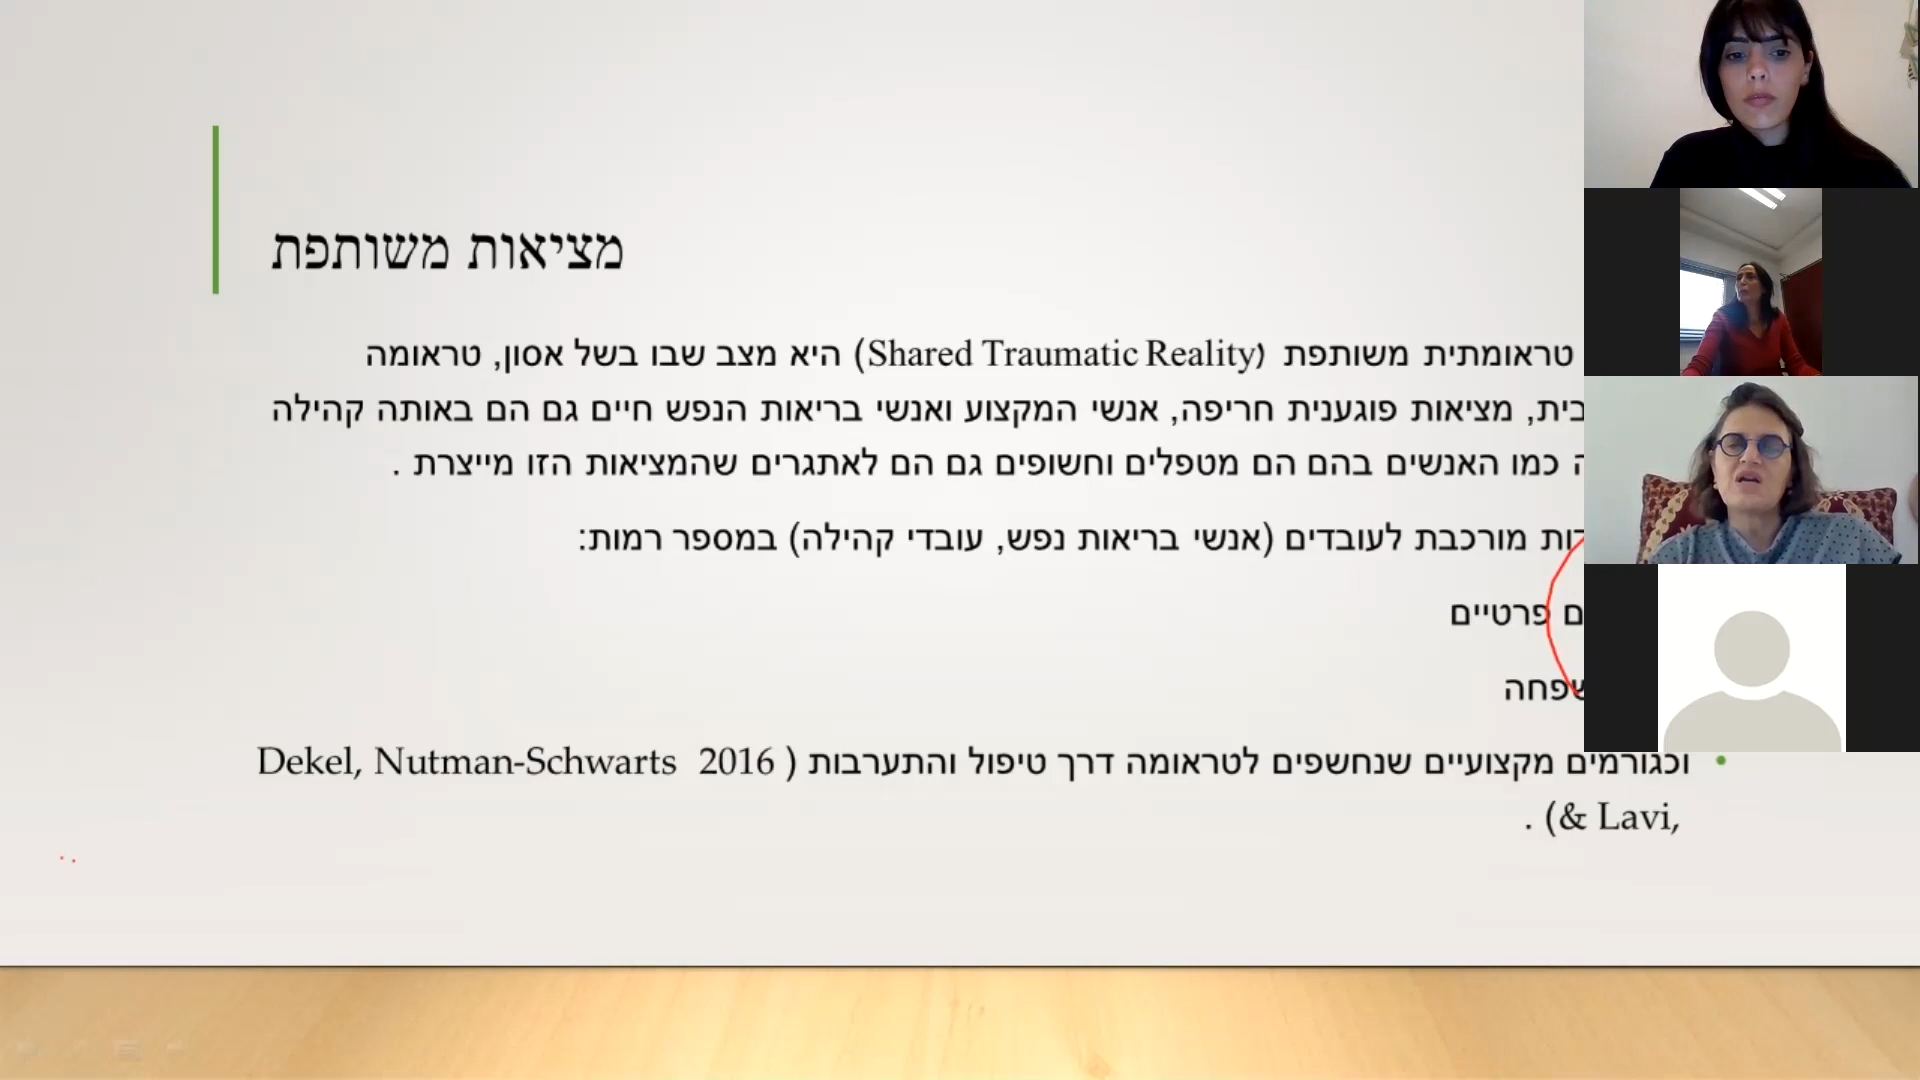 מציאות משותפת
טראומתית משותפת (Shared Traumatic Reality) היא מצב שבו בשל אסון, טראומה
מציאות פוגענית חריפה, אנשי המקצוע ואנשי בריאות הנפש חיים גם הם באותה קהילה
כמו האנשים בהם הם מטפלים וחשופים גם הם לאתגרים שהמציאות הזו מייצרת .
מורכבת לעובדים (אנשי בריאות נפש, עובדי קהילה) במספר רמות:
פרטיים
וכגורמים מקצועיים שנחשפים לטראומה דרך טיפול והתערבות ( Dekel, Nutman-Schwarts 2016
& Lavi,) .